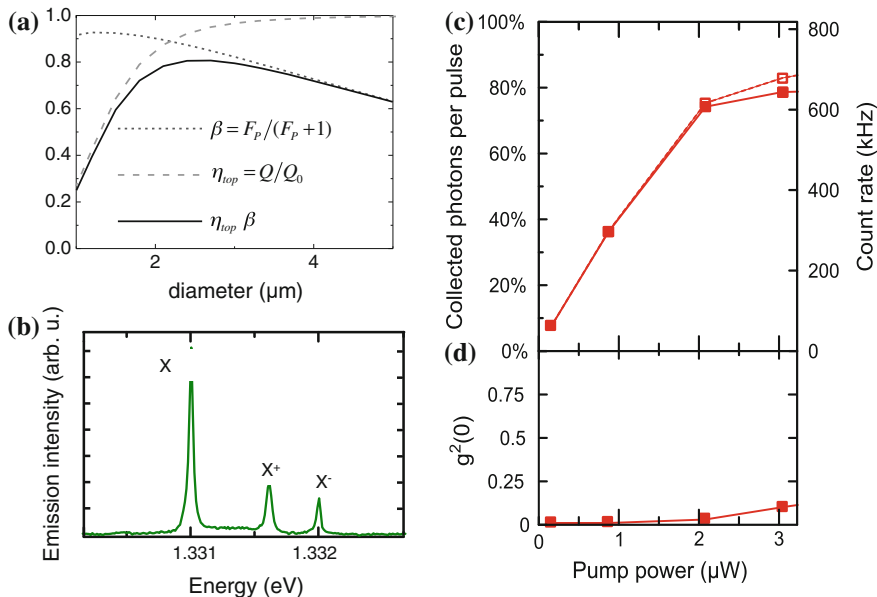 (a)
1.0
0.8
0.6
0.4
0.2
0.0
β = F_P/(F_P+1)
η_top = Q/Q_0
η_top β
2
4
diameter (µm)
(b)
Emission intensity (arb. u.)
X
X⁺
X⁻
1.331
1.332
Energy (eV)
(c)
Collected photons per pulse
100%
80%
60%
40%
20%
0%
Count rate (kHz)
800
600
400
200
0
(d)
g²(0)
0.75
0.5
0.25
0
0
1
2
3
Pump power (µW)